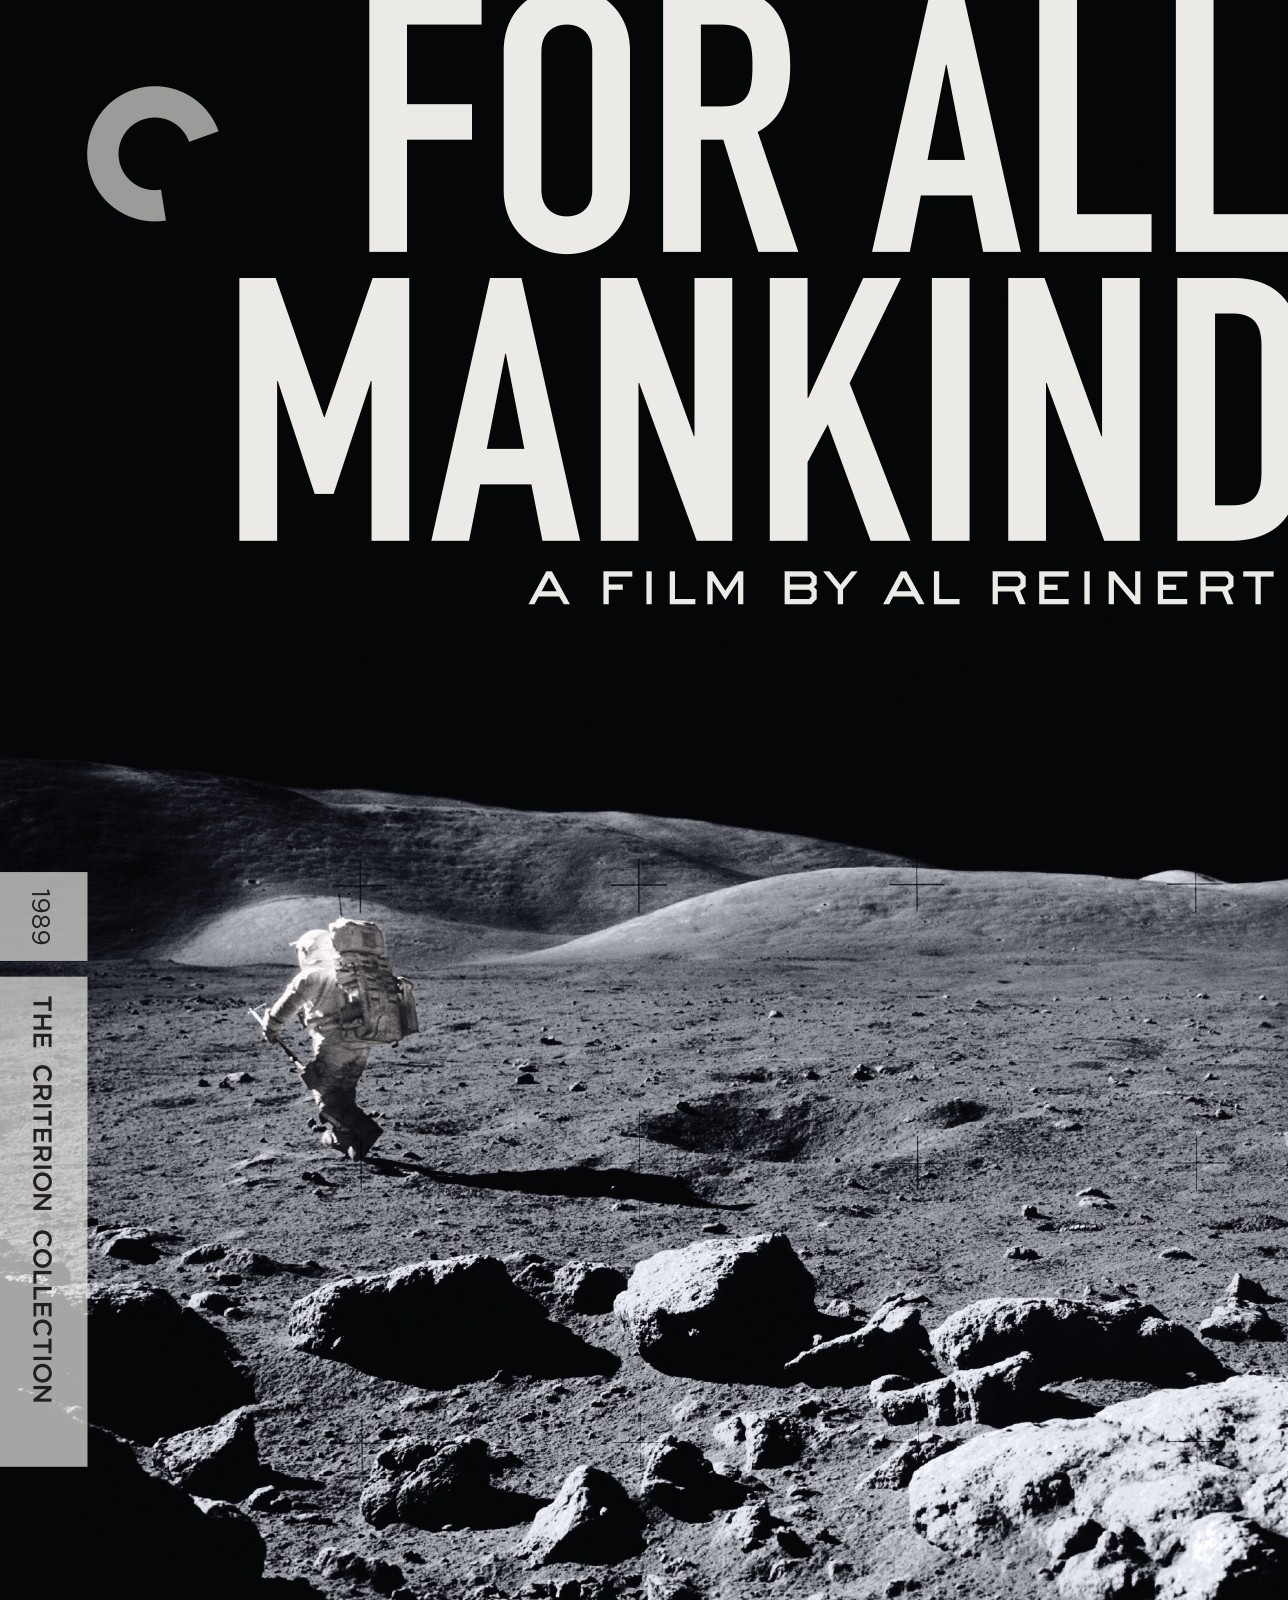 FOR ALL
MANKIND
A FILM BY AL REINERT
1989
THE CRITERION COLLECTION